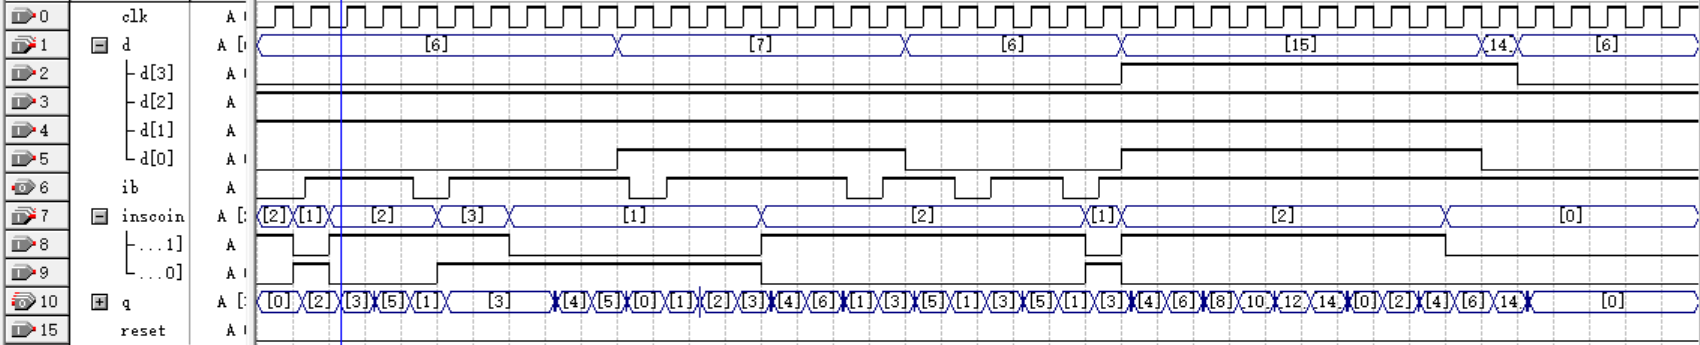 0 clk A
1 d A [ [6] [7] [6] [15] 14 [6]
2 d[3] A
3 d[2] A
4 d[1] A
5 d[0] A
6 ib A
7 inscoin A [ [2] [1] [2] [3] [1] [2] [1] [2] [0]
8 ...1] A
9 ...0] A
10 q A [ [0] [2] [3] [5] [1] [3] [4] [5] [0] [1] [2] [3] [4] [6] [1] [3] [5] [1] [3] [5] [1] [3] [4] [6] [8] 10 12 14 [0] [2] [4] [6] 14 [0]
15 reset A